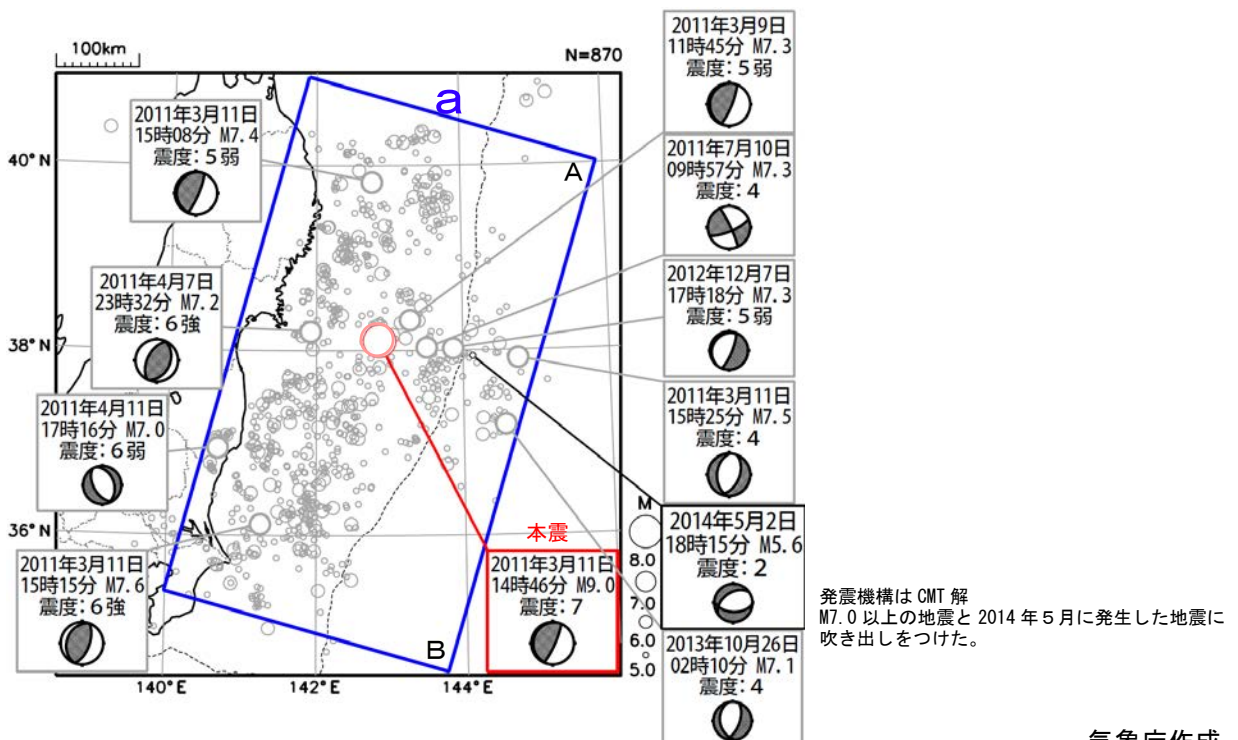 100km
N=870
a
A
B
40°N
38°N
36°N
140°E
142°E
144°E
2011年3月11日
15時08分 M7.4
震度:5弱
2011年4月7日
23時32分 M7.2
震度:6強
2011年4月11日
17時16分 M7.0
震度:6弱
2011年3月11日
15時15分 M7.6
震度:6強
本震
2011年3月11日
14時46分 M9.0
震度:7
2011年3月9日
11時45分 M7.3
震度:5弱
2011年7月10日
09時57分 M7.3
震度:4
2012年12月7日
17時18分 M7.3
震度:5弱
2011年3月11日
15時25分 M7.5
震度:4
2014年5月2日
18時15分 M5.6
震度:2
2013年10月26日
02時10分 M7.1
震度:4
M
8.0
7.0
6.0
5.0
発震機構は CMT 解
M7.0 以上の地震と 2014 年5月に発生した地震に
吹き出しをつけた。
気象庁作成